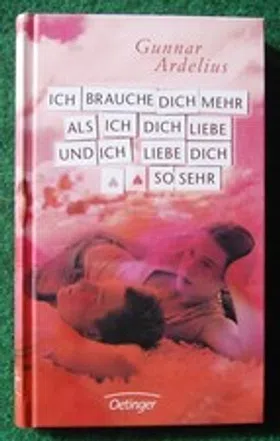 Gunnar
Ardelius
ICH BRAUCHE DICH MEHR
ALS ICH DICH LIEBE
UND ICH LIEBE DICH
SO SEHR
Oetinger